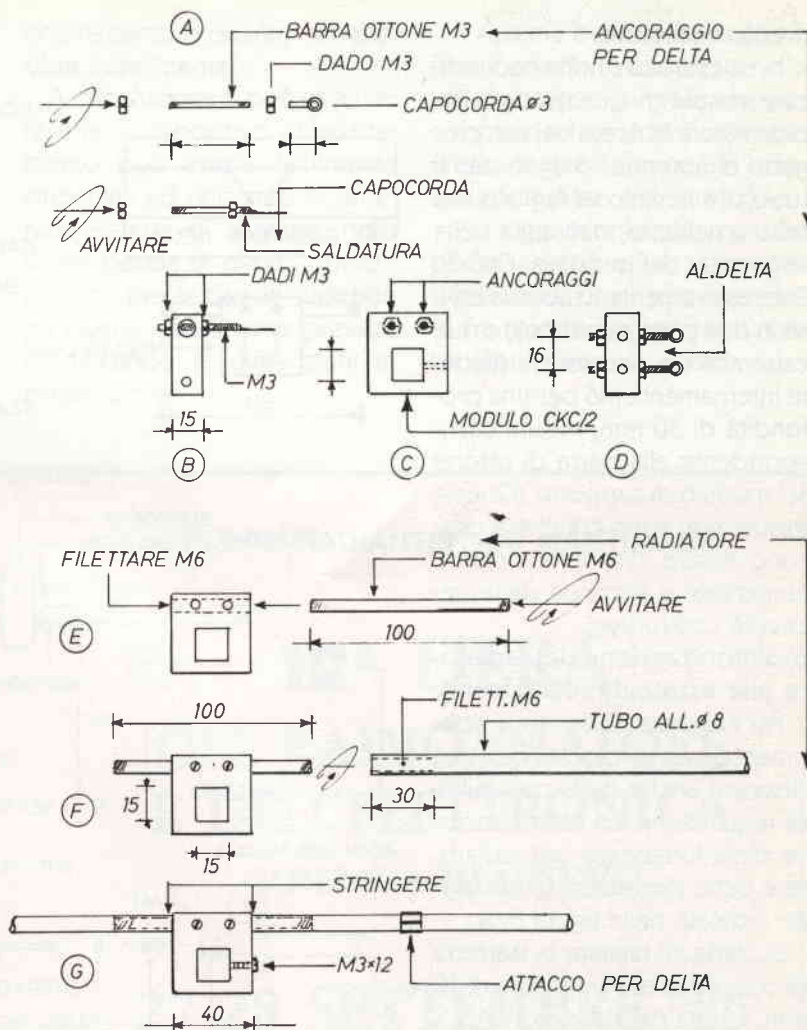 A
BARRA OTTONE M3
ANCORAGGIO
PER DELTA
DADO M3
CAPOCORDA ø3
CAPOCORDA
AVVITARE
SALDATURA
DADI M3
ANCORAGGI
AL DELTA
M3
16
15
MODULO CKC/2
B
C
D
RADIATORE
FILETTARE M6
BARRA OTTONE M6
E
AVVITARE
100
100
FILETT. M6
TUBO ALL. ø 8
F
15
30
15
STRINGERE
G
M3×12
ATTACCO PER DELTA
40